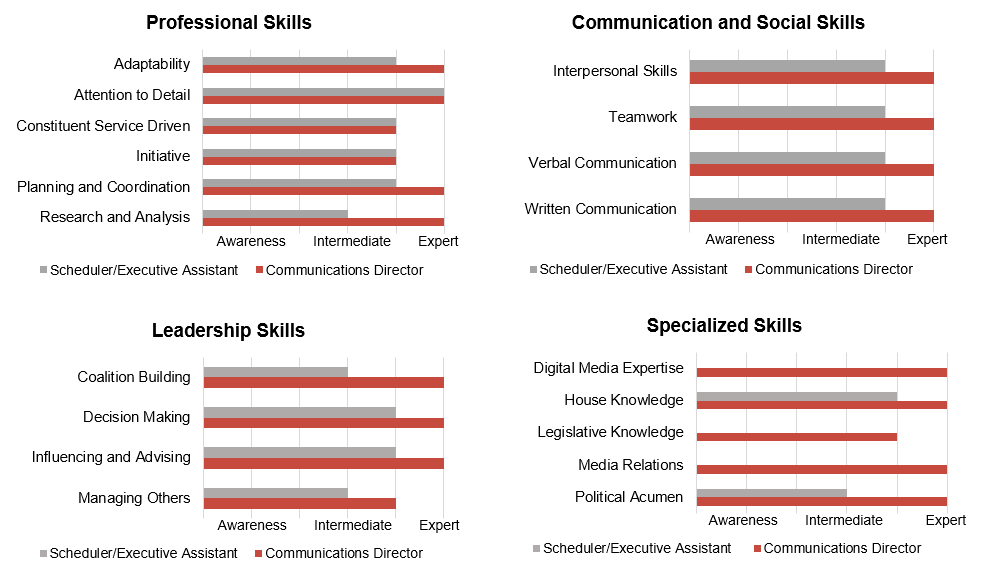 Professional Skills
Adaptability
Attention to Detail
Constituent Service Driven
Initiative
Planning and Coordination
Research and Analysis
Awareness Intermediate Expert
Scheduler/Executive Assistant Communications Director
Communication and Social Skills
Interpersonal Skills
Teamwork
Verbal Communication
Written Communication
Awareness Intermediate Expert
Scheduler/Executive Assistant Communications Director
Leadership Skills
Coalition Building
Decision Making
Influencing and Advising
Managing Others
Awareness Intermediate Expert
Scheduler/Executive Assistant Communications Director
Specialized Skills
Digital Media Expertise
House Knowledge
Legislative Knowledge
Media Relations
Political Acumen
Awareness Intermediate Expert
Scheduler/Executive Assistant Communications Director